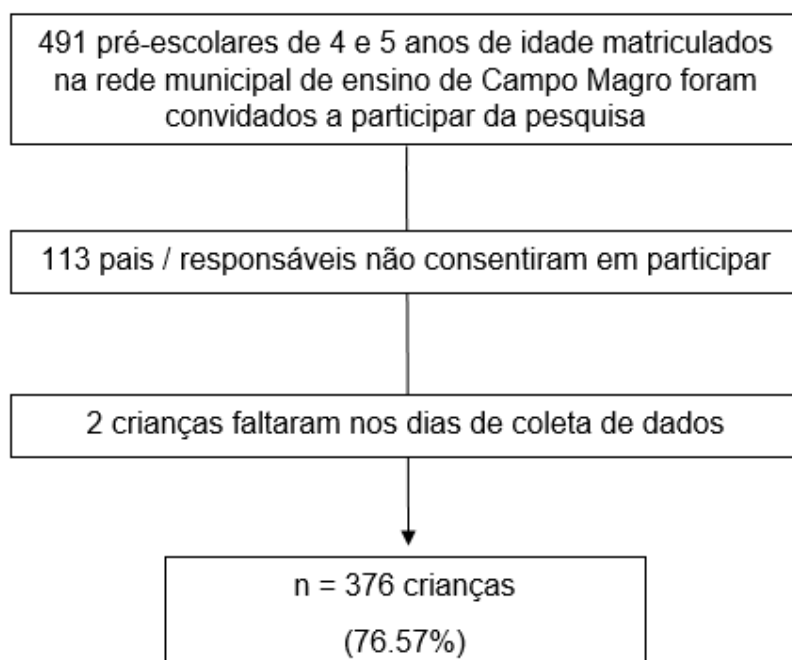 491 pré-escolares de 4 e 5 anos de idade matriculados
na rede municipal de ensino de Campo Magro foram
convidados a participar da pesquisa
113 pais / responsáveis não consentiram em participar
2 crianças faltaram nos dias de coleta de dados
n = 376 crianças
(76.57%)